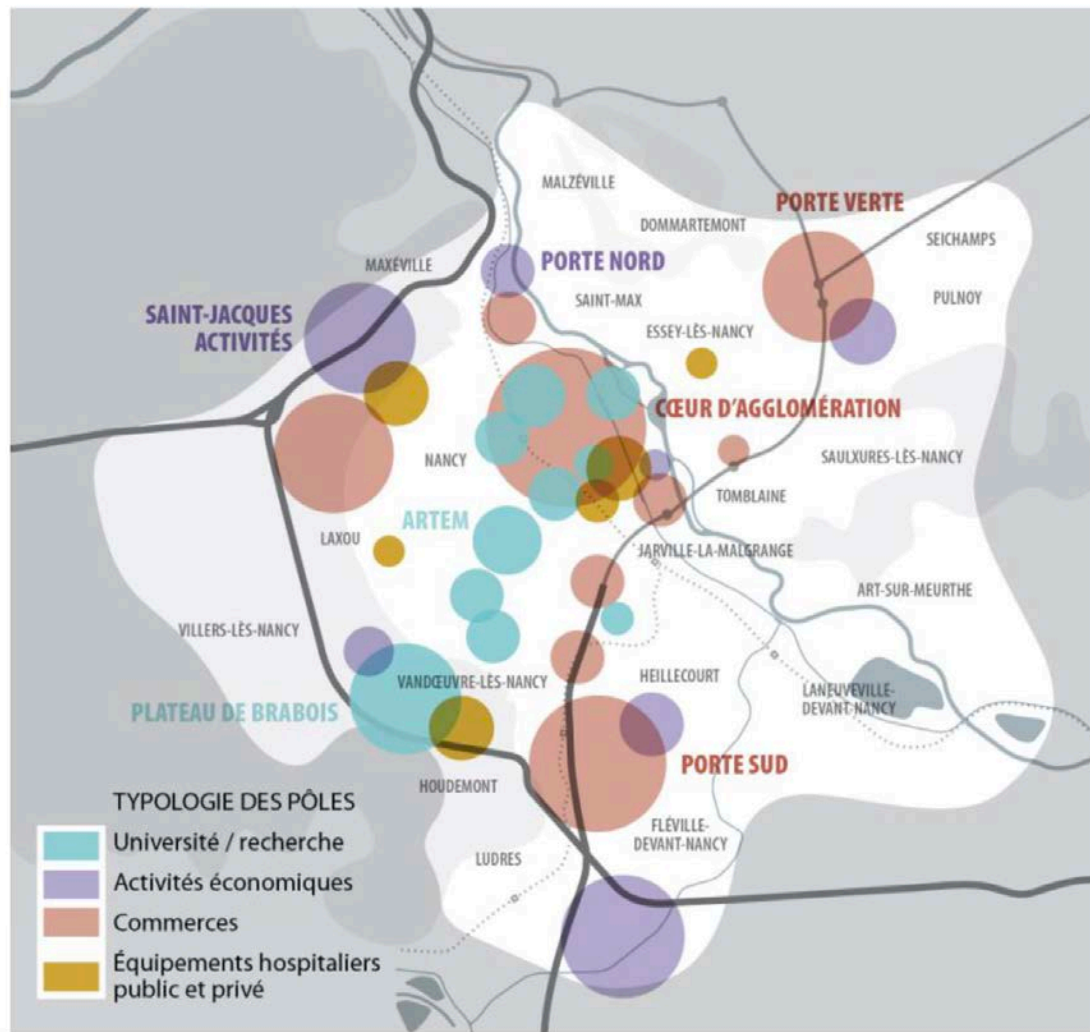 MALZÉVILLE
PORTE VERTE
DOMMARTEMONT
SEICHAMPS
PORTE NORD
MAXÉVILLE
SAINT-MAX
PULNOY
SAINT-JACQUES
ACTIVITÉS
ESSEY-LÈS-NANCY
CŒUR D'AGGLOMÉRATION
NANCY
SAULXURES-LÈS-NANCY
TOMBLAINE
ARTEM
LAXOU
JARVILLE-LA-MALGRANGE
ART-SUR-MEURTHE
VILLERS-LÈS-NANCY
HEILLECOURT
VANDŒUVRE-LÈS-NANCY
LANEUVEVILLE-
DEVANT-NANCY
PLATEAU DE BRABOIS
PORTE SUD
HOUDEMONT
FLÉVILLE-
DEVANT-NANCY
LUDRES
TYPOLOGIE DES PÔLES
Université / recherche
Activités économiques
Commerces
Équipements hospitaliers
public et privé